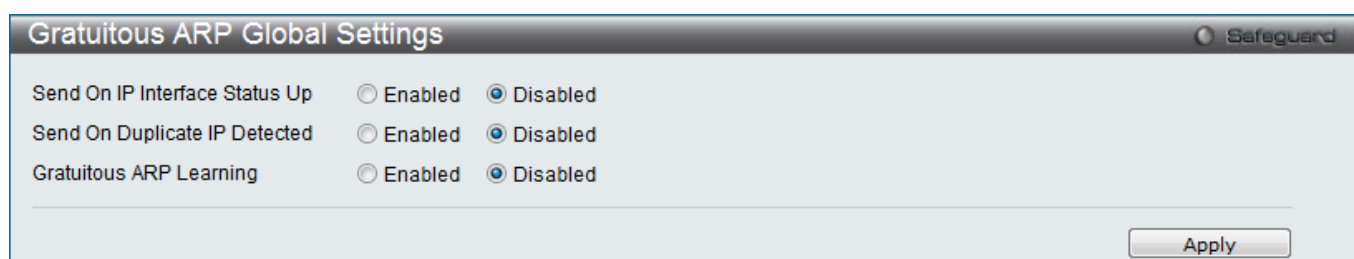 Gratuitous ARP Global Settings
Safeguard
Send On IP Interface Status Up Enabled Disabled
Send On Duplicate IP Detected Enabled Disabled
Gratuitous ARP Learning Enabled Disabled
Apply